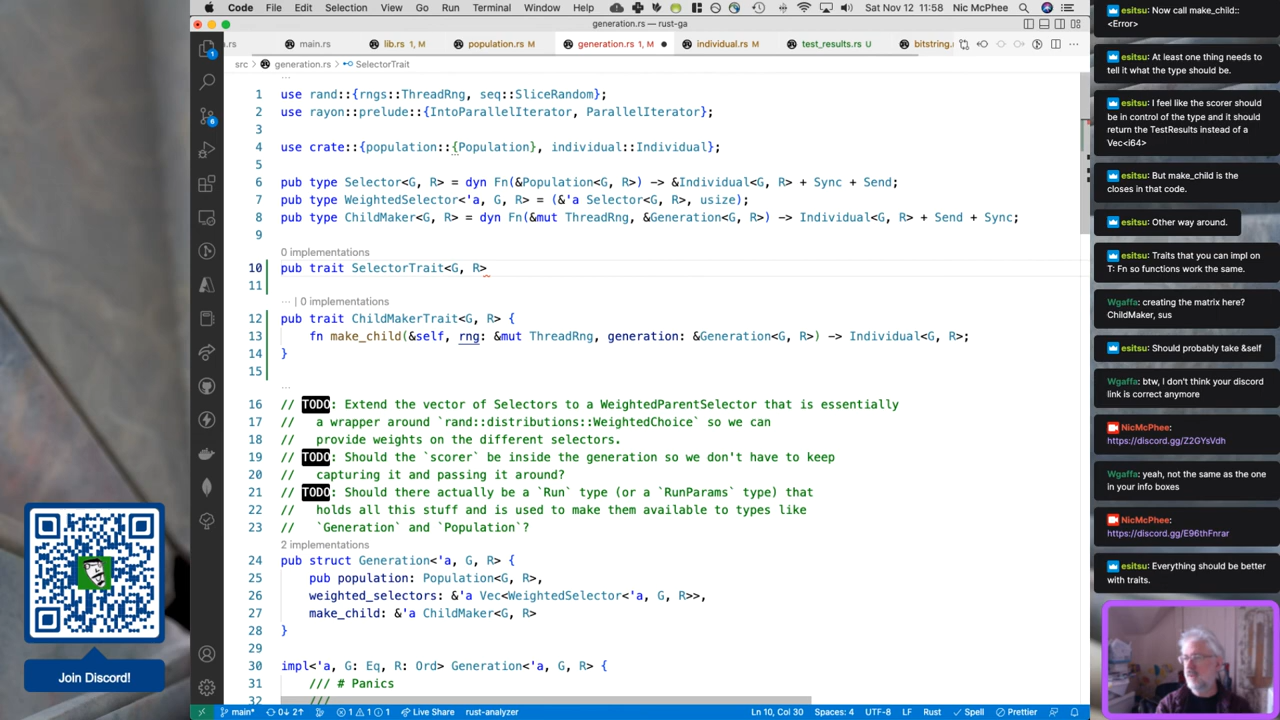 Code File Edit Selection View Go Run Terminal Window Help
Sat Nov 12 11:58 Nic McPhee
generation.rs — rust-ga
.rs
main.rs
lib.rs 1, M
population.rs M
generation.rs 1, M
individual.rs M
test_results.rs U
bitstring.
src > generation.rs > SelectorTrait
1 use rand::{rngs::ThreadRng, seq::SliceRandom};
2 use rayon::prelude::{IntoParallelIterator, ParallelIterator};
3
4 use crate::{population::{Population}, individual::Individual};
5
6 pub type Selector<G, R> = dyn Fn(&Population<G, R>) -> &Individual<G, R> + Sync + Send;
7 pub type WeightedSelector<'a, G, R> = (&'a Selector<G, R>, usize);
8 pub type ChildMaker<G, R> = dyn Fn(&mut ThreadRng, &Generation<G, R>) -> Individual<G, R> + Send + Sync;
9
0 implementations
10 pub trait SelectorTrait<G, R>
11
... | 0 implementations
12 pub trait ChildMakerTrait<G, R> {
13 fn make_child(&self, rng: &mut ThreadRng, generation: &Generation<G, R>) -> Individual<G, R>;
14 }
15
16 // TODO: Extend the vector of Selectors to a WeightedParentSelector that is essentially
17 // a wrapper around `rand::distributions::WeightedChoice` so we can
18 // provide weights on the different selectors.
19 // TODO: Should the `scorer` be inside the generation so we don't have to keep
20 // capturing it and passing it around?
21 // TODO: Should there actually be a `Run` type (or a `RunParams` type) that
22 // holds all this stuff and is used to make them available to types like
23 // `Generation` and `Population`?
2 implementations
24 pub struct Generation<'a, G, R> {
25 pub population: Population<G, R>,
26 weighted_selectors: &'a Vec<WeightedSelector<'a, G, R>>,
27 make_child: &'a ChildMaker<G, R>
28 }
29
30 impl<'a, G: Eq, R: Ord> Generation<'a, G, R> {
31 /// # Panics
32 ///
main* 0↓ 2↑ 1 1 1 Live Share rust-analyzer
Ln 10, Col 30 Spaces: 4 UTF-8 LF Rust Spell Prettier
Join Discord!
esitsu: Now call make_child::
<Error>
esitsu: At least one thing needs to
tell it what the type should be.
esitsu: I feel like the scorer should
be in control of the type and it should
return the TestResults instead of a
Vec<i64>
esitsu: But make_child is the
closes in that code.
esitsu: Other way around.
esitsu: Traits that you can impl on
T: Fn so functions work the same.
Wgaffa: creating the matrix here?
ChildMaker, sus
esitsu: Should probably take &self
Wgaffa: btw, I don't think your discord
link is correct anymore
NicMcPhee:
https://discord.gg/Z2GYsVdh
Wgaffa: yeah, not the same as the one
in your info boxes
NicMcPhee:
https://discord.gg/E96thFnrar
esitsu: Everything should be better
with traits.